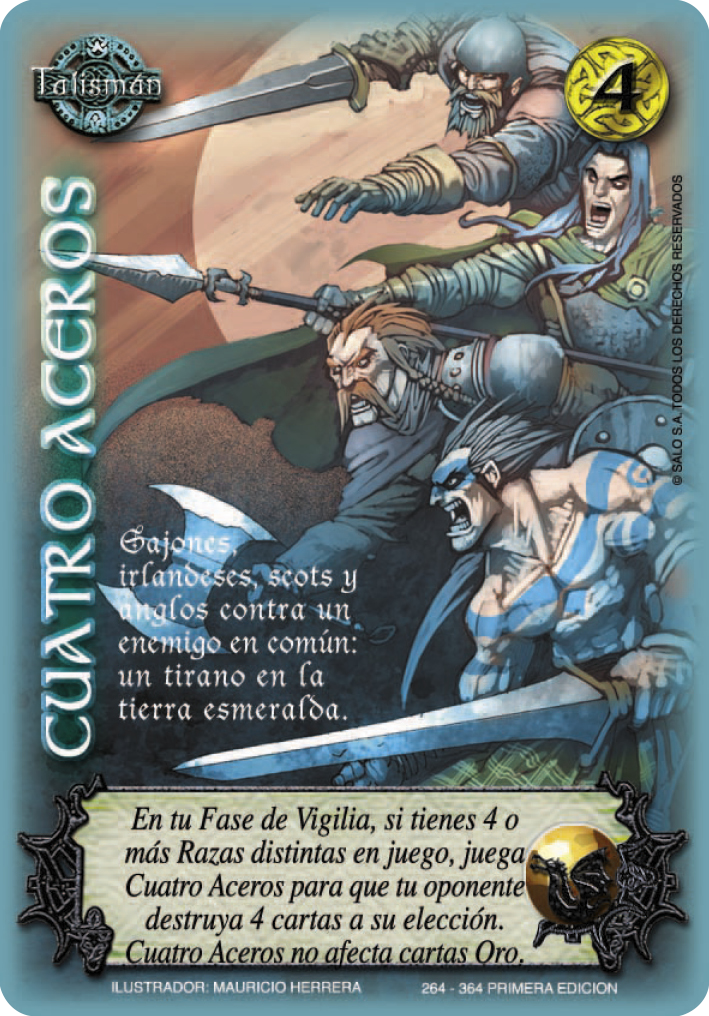 Talismán
4
CUATRO ACEROS
© SALO S.A. TODOS LOS DERECHOS RESERVADOS
Sajones,
irlandeses, scots y
anglos contra un
enemigo en común:
un tirano en la
tierra esmeralda.
En tu Fase de Vigilia, si tienes 4 o
más Razas distintas en juego, juega
Cuatro Aceros para que tu oponente
destruya 4 cartas a su elección.
Cuatro Aceros no afecta cartas Oro.
ILUSTRADOR: MAURICIO HERRERA
264 - 364 PRIMERA EDICION